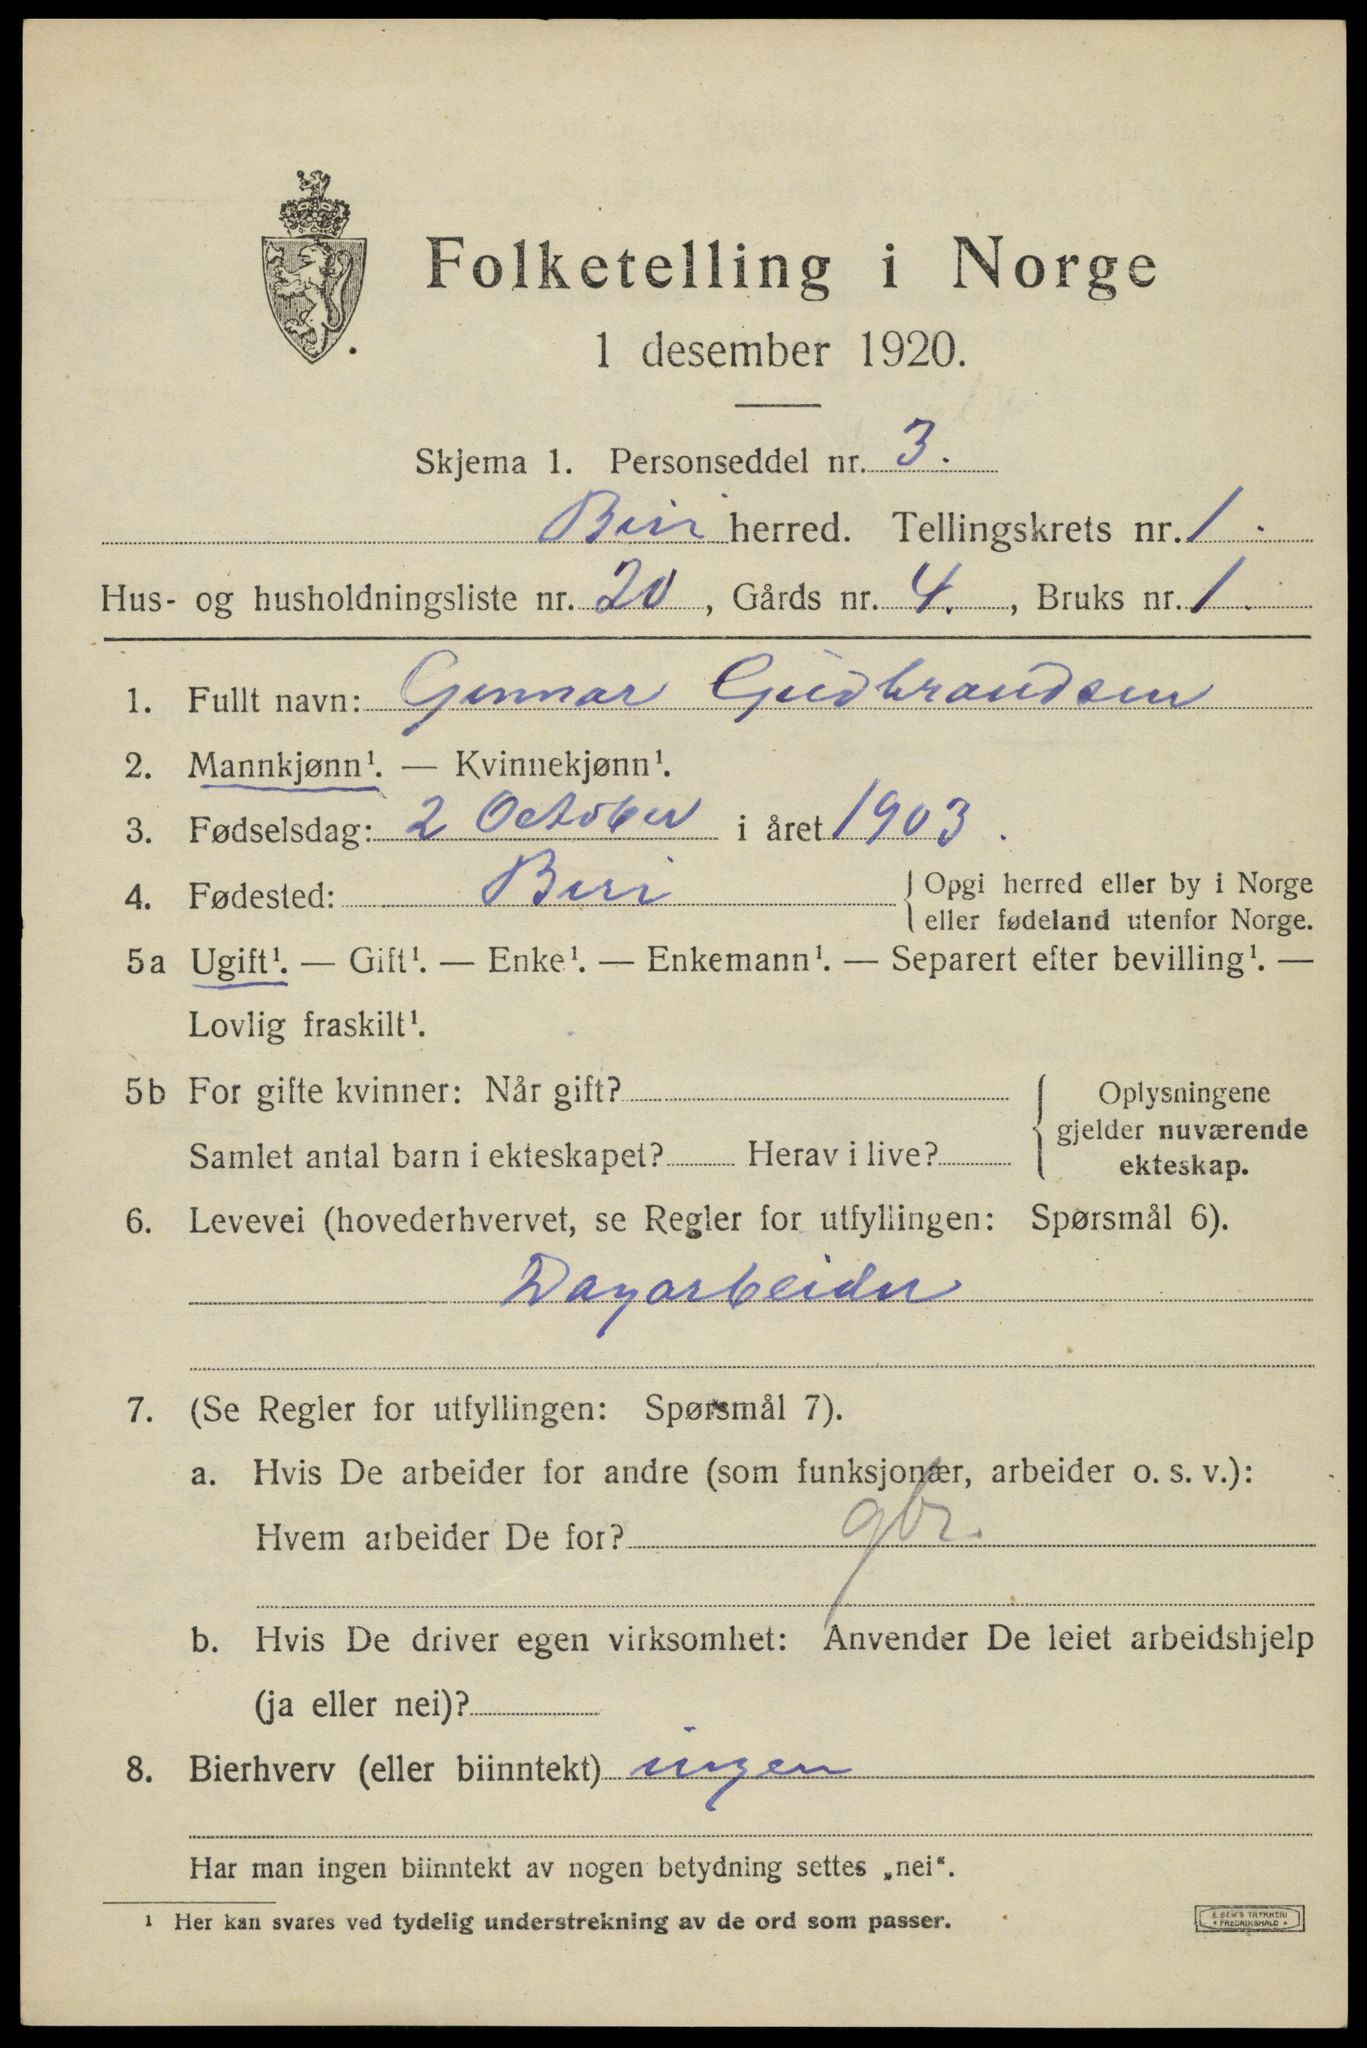 Folketelling i Norge
1 desember 1920.
Skjema 1. Personseddel nr. 3.
Biri herred. Tellingskrets nr. 1.
Hus- og husholdningsliste nr. 20, Gårds nr. 4., Bruks nr. 1.
1. Fullt navn: Gunnar Gudbrandsen
2. Mannkjønn¹. — Kvinnekjønn¹.
3. Fødselsdag: 2 October i året 1903.
4. Fødested: Biri
{ Opgi herred eller by i Norge
eller fødeland utenfor Norge.
5a Ugift¹. — Gift¹. — Enke¹. — Enkemann¹. — Separert efter bevilling¹. —
Lovlig fraskilt¹.
5b For gifte kvinner: Når gift?
Samlet antal barn i ekteskapet? Herav i live?
{ Oplysningene
gjelder nuværende
ekteskap.
6. Levevei (hovederhvervet, se Regler for utfyllingen: Spørsmål 6).
Dagarbeider
7. (Se Regler for utfyllingen: Spørsmål 7).
a. Hvis De arbeider for andre (som funksjonær, arbeider o. s. v.):
Hvem arbeider De for? gbr.
b. Hvis De driver egen virksomhet: Anvender De leiet arbeidshjelp
(ja eller nei)?
8. Bierhverv (eller biinntekt) ingen
Har man ingen biinntekt av nogen betydning settes „nei“.
¹ Her kan svares ved tydelig understrekning av de ord som passer.
E. SEM'S TRYKKERI
FREDRIKSHALD